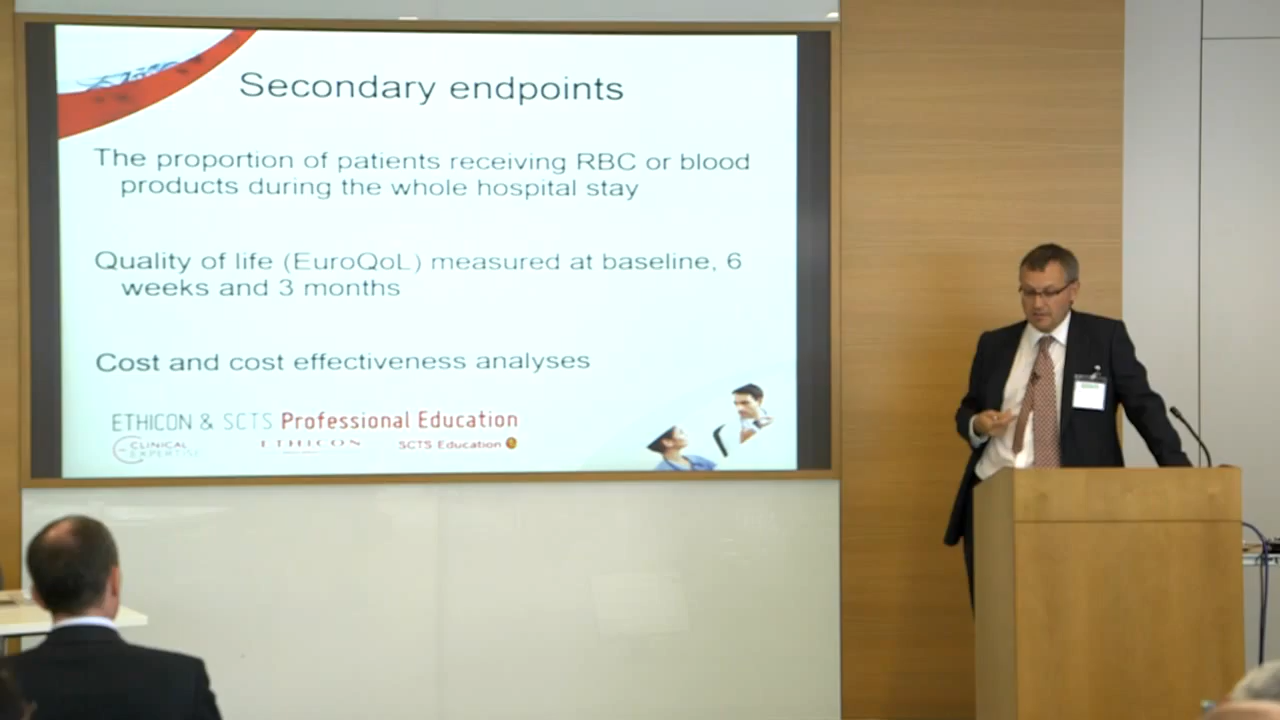 Secondary endpoints
The proportion of patients receiving RBC or blood
products during the whole hospital stay
Quality of life (EuroQoL) measured at baseline, 6
weeks and 3 months
Cost and cost effectiveness analyses
ETHICON & SCTS Professional Education
CLINICAL
EXPERTISE
ETHICON
SCTS Education